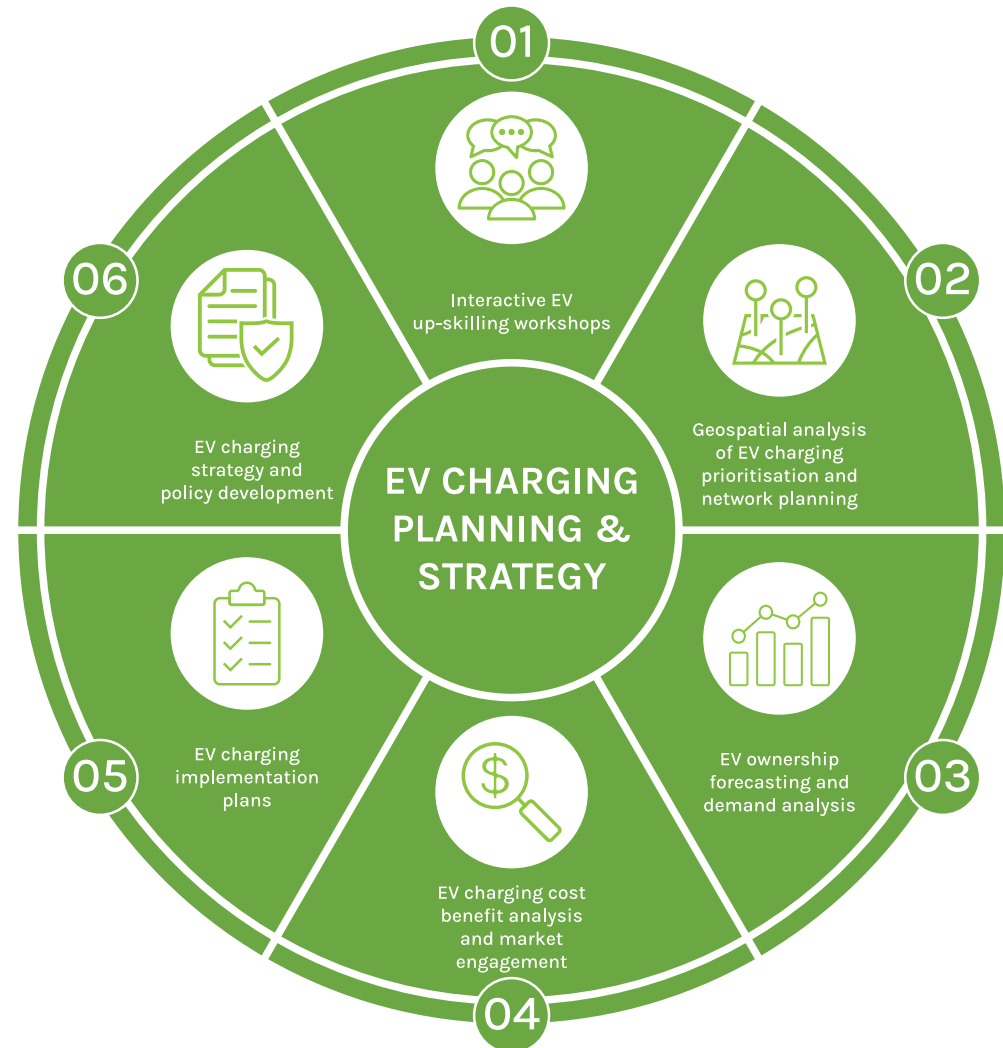 01
Interactive EV
up-skilling workshops
02
Geospatial analysis
of EV charging
prioritisation and
network planning
03
EV ownership
forecasting and
demand analysis
04
$
EV charging cost
benefit analysis
and market
engagement
05
EV charging
implementation
plans
06
EV charging
strategy and
policy development
EV CHARGING
PLANNING &
STRATEGY